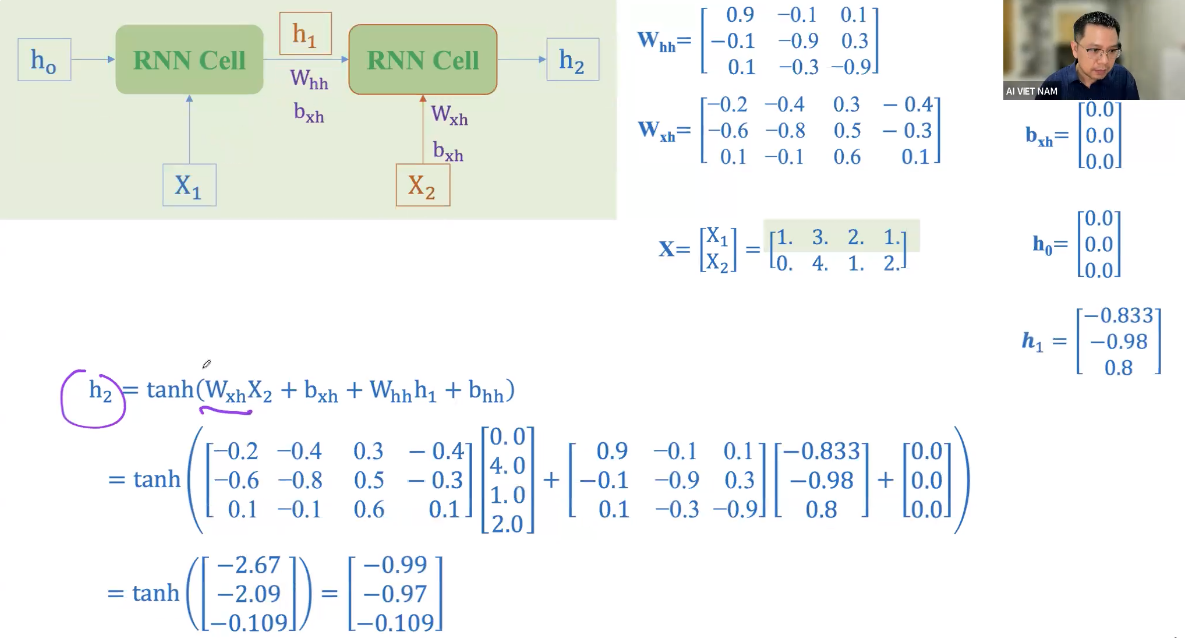 h₀
RNN Cell
h₁
RNN Cell
h₂
W_hh
b_xh
W_xh
b_xh
X₁
X₂
W_hh= [ 0.9 −0.1 0.1 ]
[ −0.1 −0.9 0.3 ]
[ 0.1 −0.3 −0.9 ]
W_xh= [ −0.2 −0.4 0.3 − 0.4 ]
[ −0.6 −0.8 0.5 − 0.3 ]
[ 0.1 −0.1 0.6 0.1 ]
AI VIET NAM
b_xh= [ 0.0 ]
[ 0.0 ]
[ 0.0 ]
X= [ X₁ ] = [ 1. 3. 2. 1. ]
[ X₂ ] [ 0. 4. 1. 2. ]
h₀= [ 0.0 ]
[ 0.0 ]
[ 0.0 ]
h₁ = [ −0.833 ]
[ −0.98 ]
[ 0.8 ]
h₂ = tanh(W_xhX₂ + b_xh + W_hhh₁ + b_hh)
= tanh ( [ −0.2 −0.4 0.3 − 0.4 ] [ 0.0 ] + [ 0.9 −0.1 0.1 ] [ −0.833 ] + [ 0.0 ] )
[ −0.6 −0.8 0.5 − 0.3 ] [ 4.0 ] [ −0.1 −0.9 0.3 ] [ −0.98 ] [ 0.0 ]
[ 0.1 −0.1 0.6 0.1 ] [ 1.0 ] [ 0.1 −0.3 −0.9 ] [ 0.8 ] [ 0.0 ]
[ 2.0 ]
= tanh ( [ −2.67 ] ) = [ −0.99 ]
[ −2.09 ] [ −0.97 ]
[ −0.109 ] [ −0.109 ]